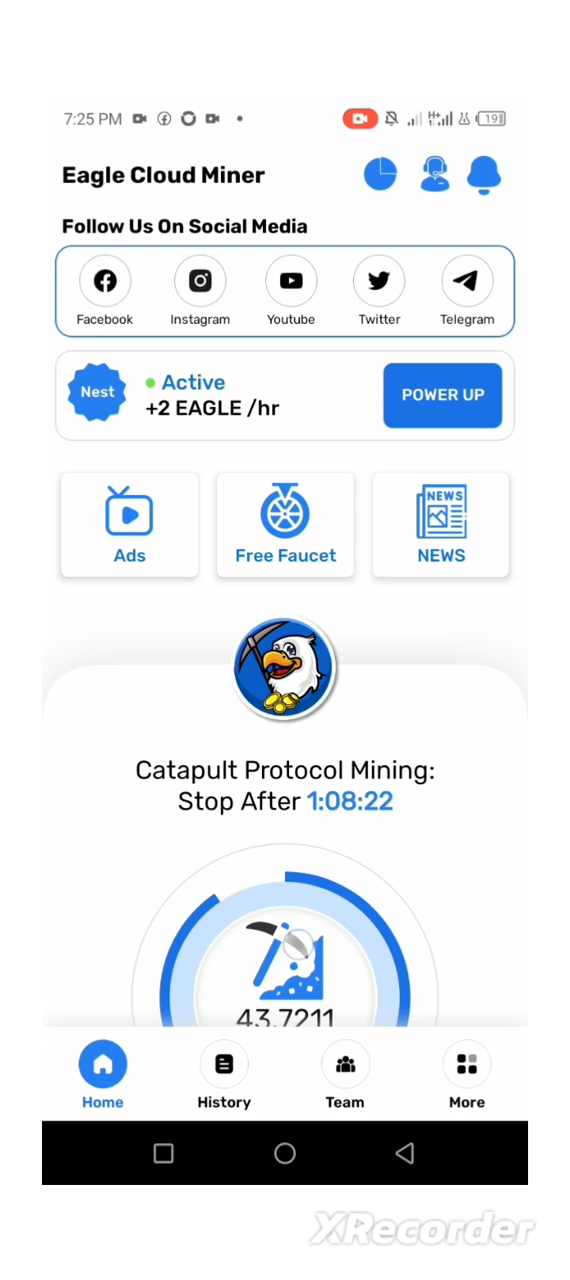 7:25 PM
19
Eagle Cloud Miner
Follow Us On Social Media
Facebook Instagram Youtube Twitter Telegram
Nest
Active
+2 EAGLE /hr
POWER UP
NEWS
Ads Free Faucet NEWS
Catapult Protocol Mining:
Stop After 1:08:22
43.7211
Home History Team More
XRecorder